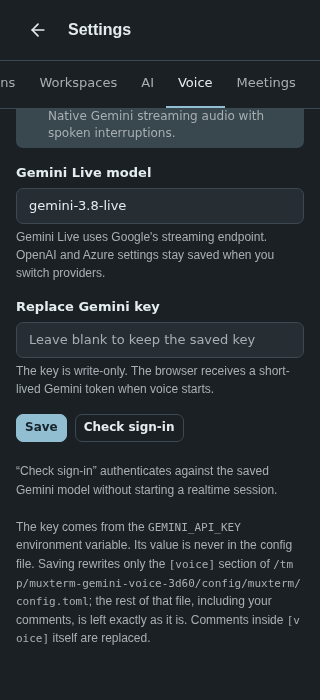 Settings
ns Workspaces AI Voice Meetings
Native Gemini streaming audio with
spoken interruptions.
Gemini Live model
gemini-3.8-live
Gemini Live uses Google's streaming endpoint.
OpenAI and Azure settings stay saved when you
switch providers.
Replace Gemini key
Leave blank to keep the saved key
The key is write-only. The browser receives a short-
lived Gemini token when voice starts.
Save Check sign-in
“Check sign-in” authenticates against the saved
Gemini model without starting a realtime session.
The key comes from the GEMINI_API_KEY
environment variable. Its value is never in the config
file. Saving rewrites only the [voice] section of /tm
p/muxterm-gemini-voice-3d60/config/muxterm/
config.toml; the rest of that file, including your
comments, is left exactly as it is. Comments inside [v
oice] itself are replaced.